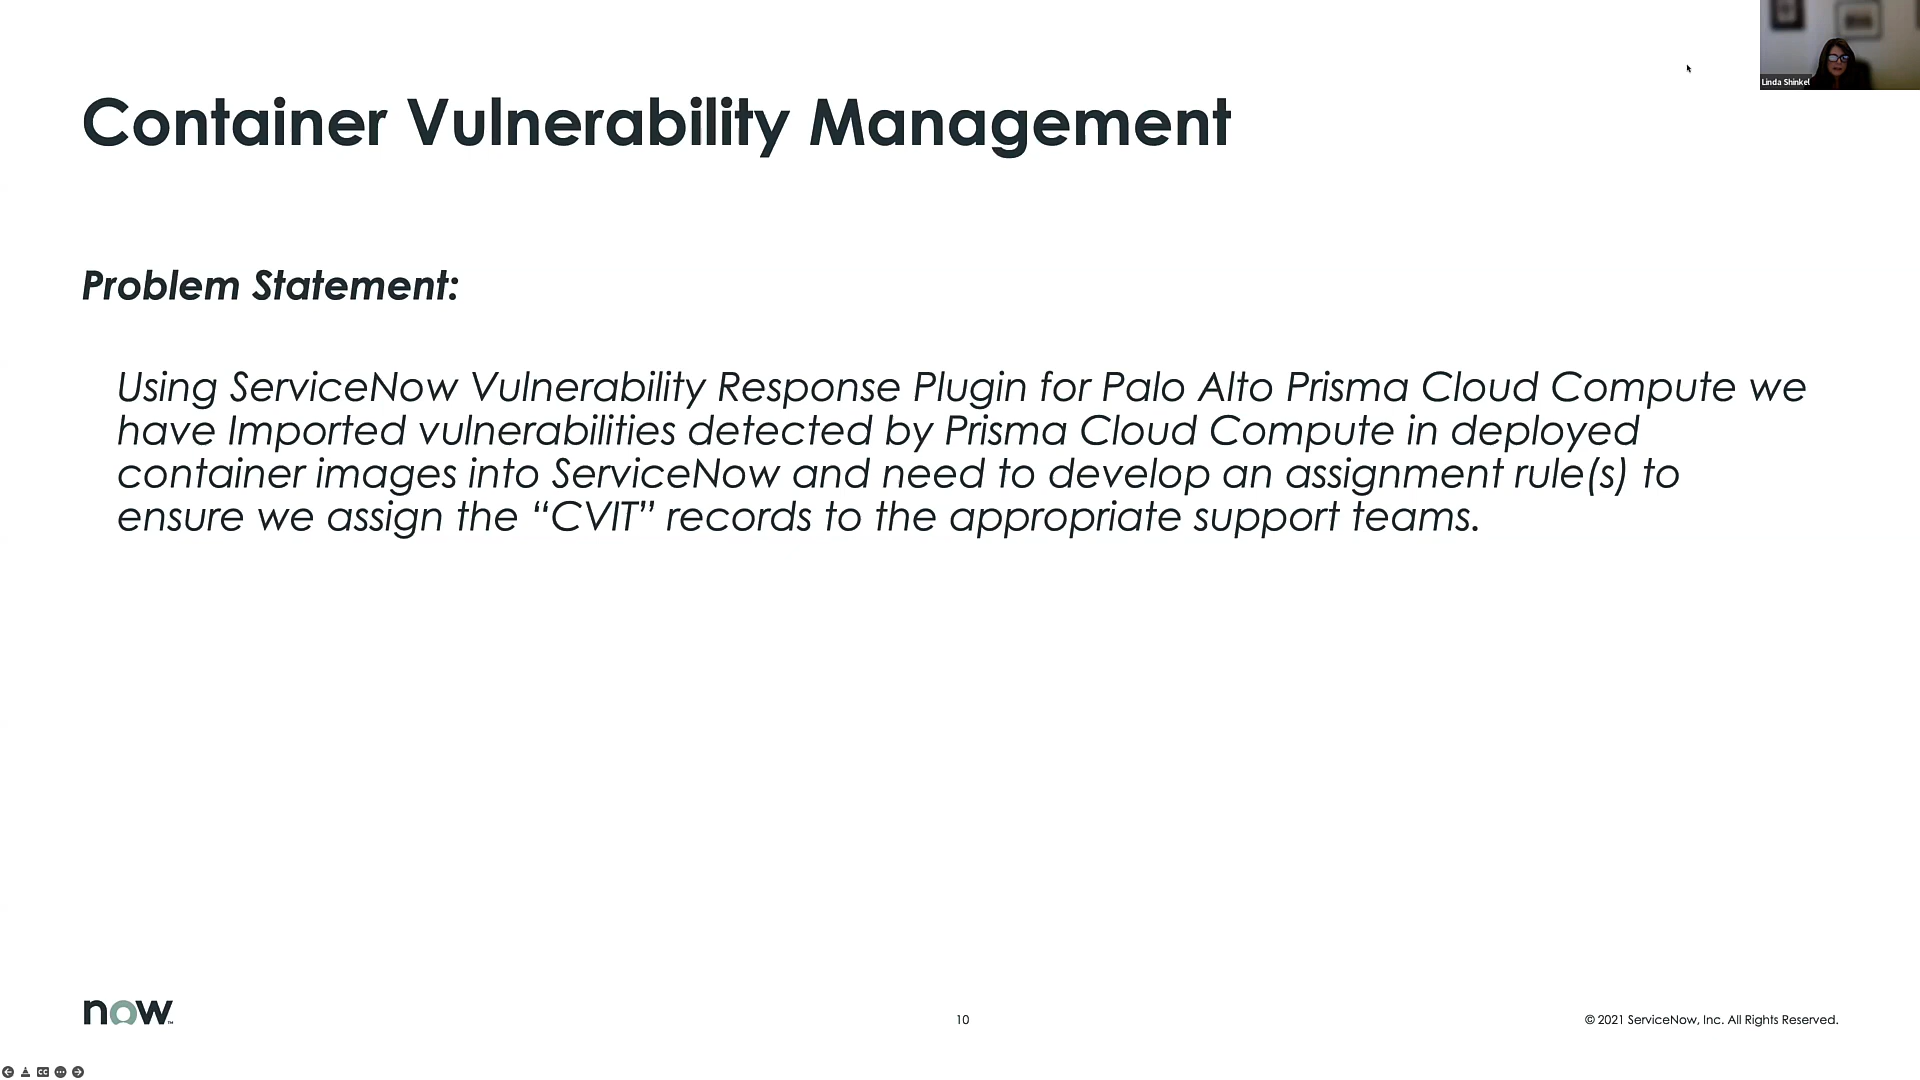 Linda Shinkel
Container Vulnerability Management
Problem Statement:
Using ServiceNow Vulnerability Response Plugin for Palo Alto Prisma Cloud Compute we
have Imported vulnerabilities detected by Prisma Cloud Compute in deployed
container images into ServiceNow and need to develop an assignment rule(s) to
ensure we assign the “CVIT” records to the appropriate support teams.
now™
10
© 2021 ServiceNow, Inc. All Rights Reserved.
CC